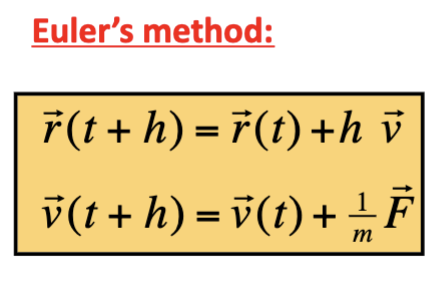 Euler's method:
r⃗(t + h) = r⃗(t) +h v⃗
v⃗(t + h) = v⃗(t) + 1/m F⃗